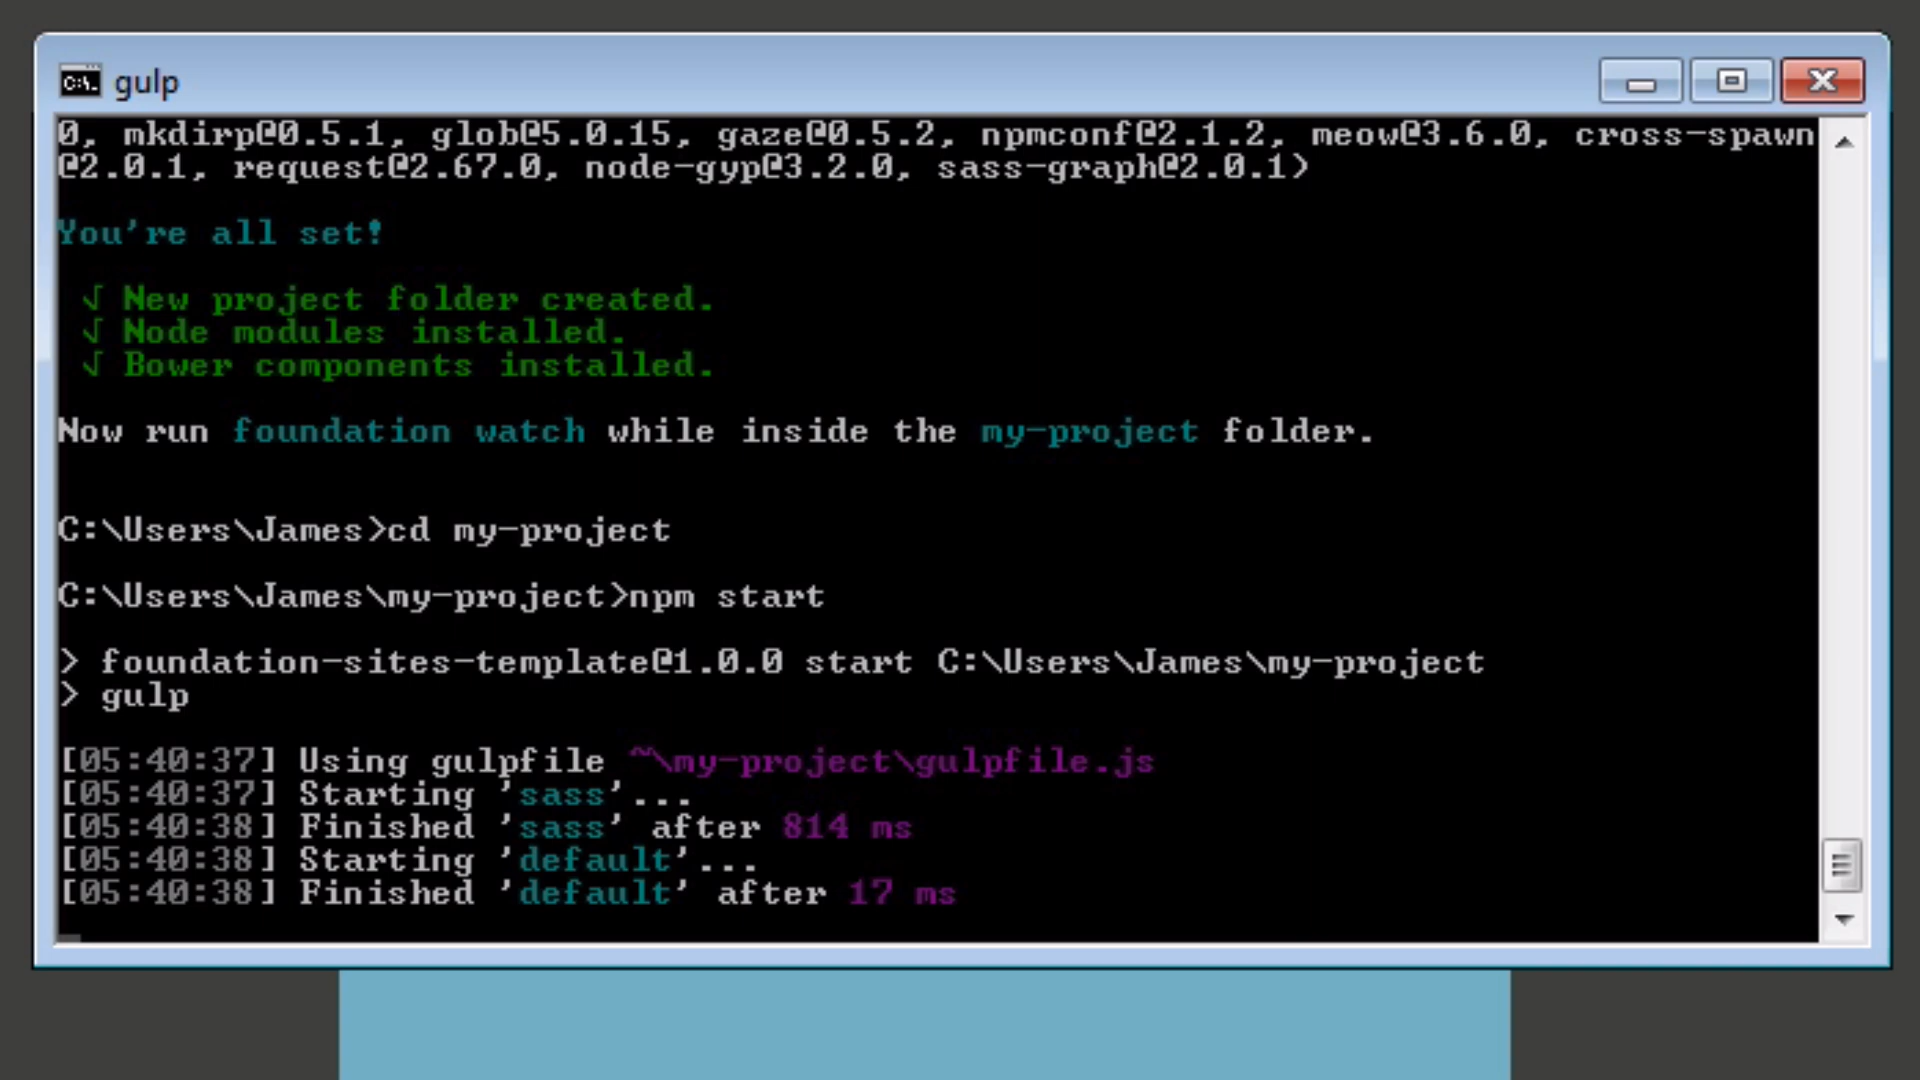 C:\. gulp
0, mkdirp@0.5.1, glob@5.0.15, gaze@0.5.2, npmconf@2.1.2, meow@3.6.0, cross-spawn
@2.0.1, request@2.67.0, node-gyp@3.2.0, sass-graph@2.0.1)
You're all set!
√ New project folder created.
√ Node modules installed.
√ Bower components installed.
Now run foundation watch while inside the my-project folder.
C:\Users\James>cd my-project
C:\Users\James\my-project>npm start
> foundation-sites-template@1.0.0 start C:\Users\James\my-project
> gulp
[05:40:37] Using gulpfile ~\my-project\gulpfile.js
[05:40:37] Starting 'sass'...
[05:40:38] Finished 'sass' after 814 ms
[05:40:38] Starting 'default'...
[05:40:38] Finished 'default' after 17 ms